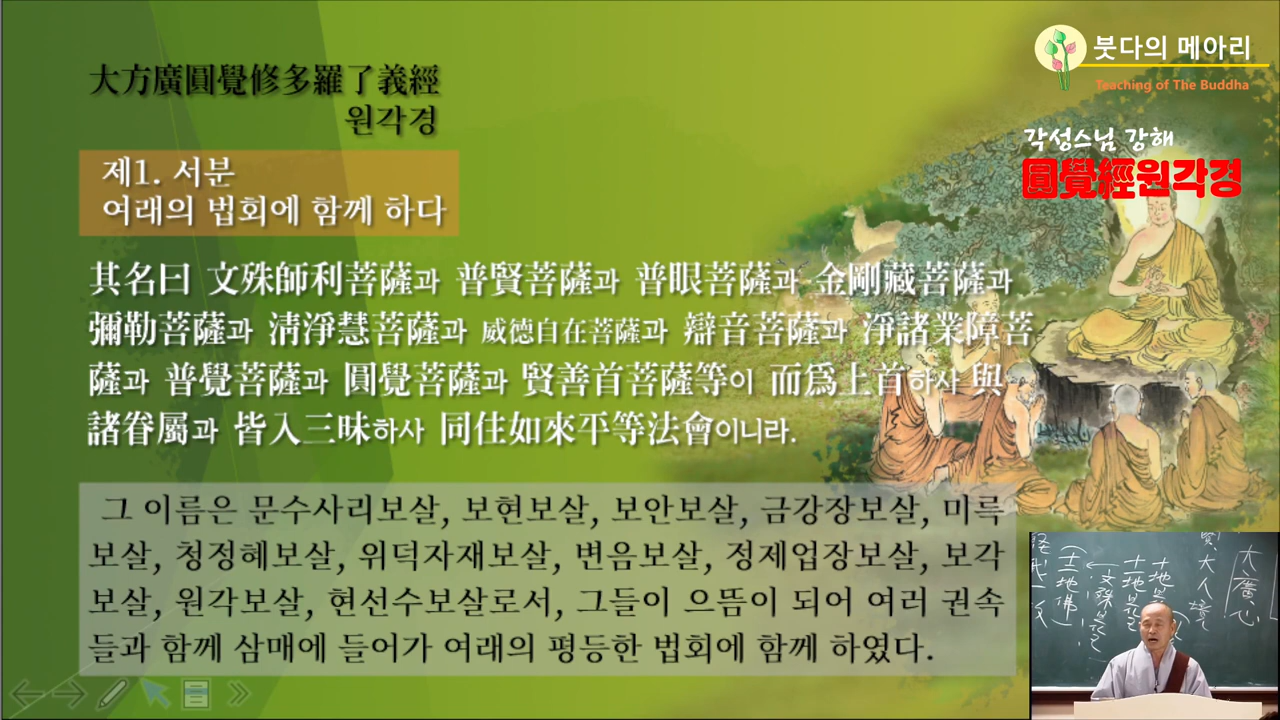 大方廣圓覺修多羅了義經
원각경
제1. 서분
여래의 법회에 함께 하다
其名曰 文殊師利菩薩과 普賢菩薩과 普眼菩薩과 金剛藏菩薩과
彌勒菩薩과 淸淨慧菩薩과 威德自在菩薩과 辯音菩薩과 淨諸業障菩
薩과 普覺菩薩과 圓覺菩薩과 賢善首菩薩等이 而爲上首하사 與
諸眷屬과 皆入三昧하사 同住如來平等法會이니라.
그 이름은 문수사리보살, 보현보살, 보안보살, 금강장보살, 미륵
보살, 청정혜보살, 위덕자재보살, 변음보살, 정제업장보살, 보각
보살, 원각보살, 현선수보살로서, 그들이 으뜸이 되어 여러 권속
들과 함께 삼매에 들어가 여래의 평등한 법회에 함께 하였다.
붓다의 메아리
Teaching of The Buddha
각성스님 강해
圓覺經원각경
大廣心
大人境